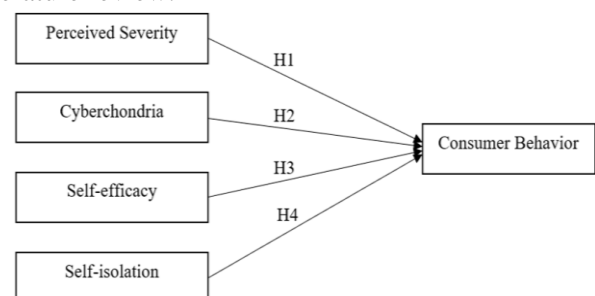 Perceived Severity
H1
Cyberchondria
H2
Consumer Behavior
Self-efficacy
H3
H4
Self-isolation